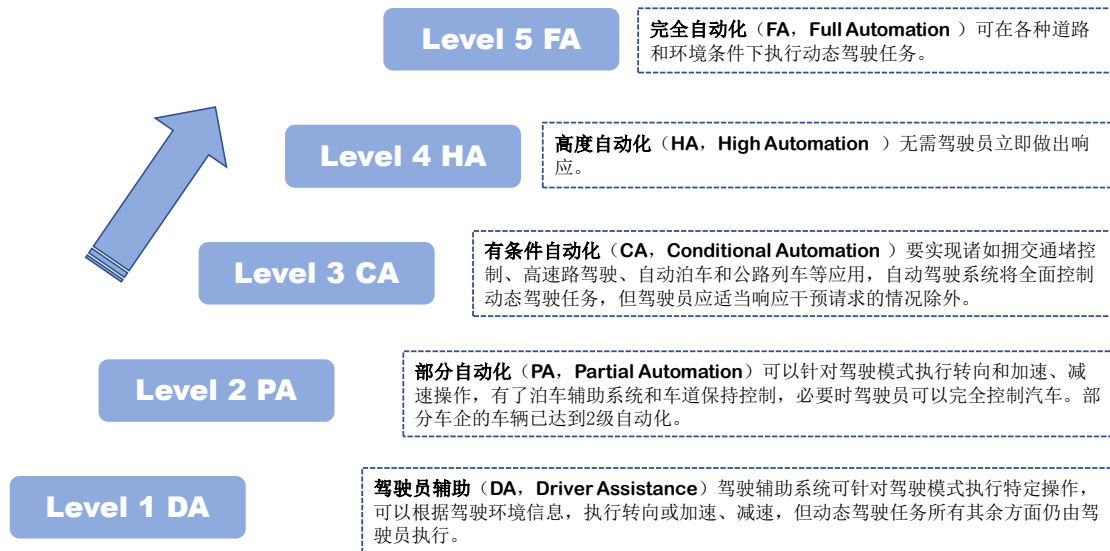 Level 5 FA
完全自动化（FA，Full Automation ）可在各种道路
和环境条件下执行动态驾驶任务。
Level 4 HA
高度自动化（HA，High Automation ）无需驾驶员立即做出响
应。
Level 3 CA
有条件自动化（CA，Conditional Automation ）要实现诸如拥交通堵控
制、高速路驾驶、自动泊车和公路列车等应用，自动驾驶系统将全面控制
动态驾驶任务，但驾驶员应适当响应干预请求的情况除外。
Level 2 PA
部分自动化（PA，Partial Automation）可以针对驾驶模式执行转向和加速、减
速操作，有了泊车辅助系统和车道保持控制，必要时驾驶员可以完全控制汽车。部
分车企的车辆已达到2级自动化。
Level 1 DA
驾驶员辅助（DA，Driver Assistance）驾驶辅助系统可针对驾驶模式执行特定操作，
可以根据驾驶环境信息，执行转向或加速、减速，但动态驾驶任务所有其余方面仍由驾
驶员执行。